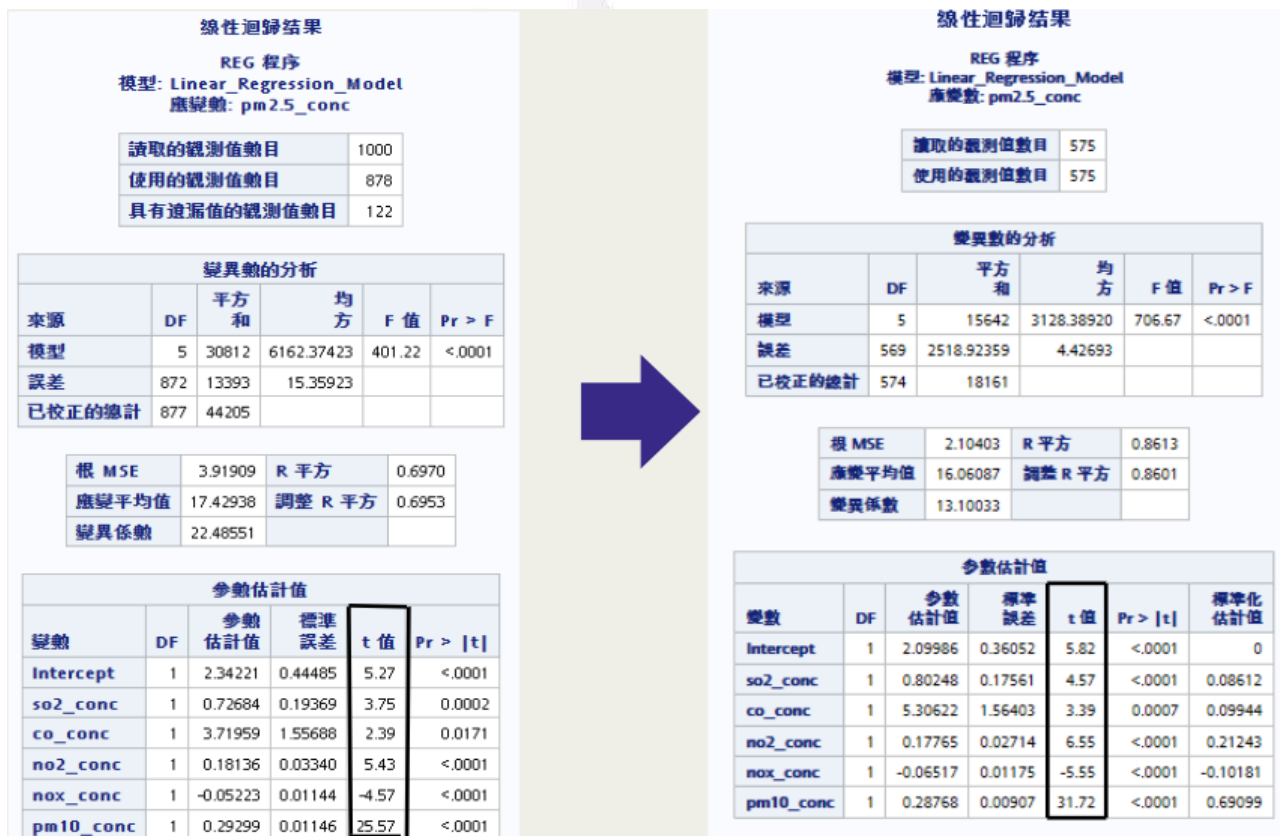 線性迴歸结果
REG 程序
模型: Linear_Regression_Model
應變數: pm2.5_conc
讀取的觀測值數目 1000
使用的觀測值數目 878
具有遺漏值的觀測值數目 122
變異數的分析
來源 DF 平方和 均方 F 值 Pr > F
模型 5 30812 6162.37423 401.22 <.0001
誤差 872 13393 15.35923
已校正的總計 877 44205
根 MSE 3.91909 R 平方 0.6970
應變平均值 17.42938 調整 R 平方 0.6953
變異係數 22.48551
參數估計值
變數 DF 參數估計值 標準誤差 t 值 Pr > |t|
Intercept 1 2.34221 0.44485 5.27 <.0001
so2_conc 1 0.72684 0.19369 3.75 0.0002
co_conc 1 3.71959 1.55688 2.39 0.0171
no2_conc 1 0.18136 0.03340 5.43 <.0001
nox_conc 1 -0.05223 0.01144 -4.57 <.0001
pm10_conc 1 0.29299 0.01146 25.57 <.0001
線性迴歸结果
REG 程序
模型: Linear_Regression_Model
應變數: pm2.5_conc
讀取的觀測值數目 575
使用的觀測值數目 575
變異數的分析
來源 DF 平方和 均方 F 值 Pr > F
模型 5 15642 3128.38920 706.67 <.0001
誤差 569 2518.92359 4.42693
已校正的總計 574 18161
根 MSE 2.10403 R 平方 0.8613
應變平均值 16.06087 調整 R 平方 0.8601
變異係數 13.10033
參數估計值
變數 DF 參數估計值 標準誤差 t 值 Pr > |t| 標準化估計值
Intercept 1 2.09986 0.36052 5.82 <.0001 0
so2_conc 1 0.80248 0.17561 4.57 <.0001 0.08612
co_conc 1 5.30622 1.56403 3.39 0.0007 0.09944
no2_conc 1 0.17765 0.02714 6.55 <.0001 0.21243
nox_conc 1 -0.06517 0.01175 -5.55 <.0001 -0.10181
pm10_conc 1 0.28768 0.00907 31.72 <.0001 0.69099